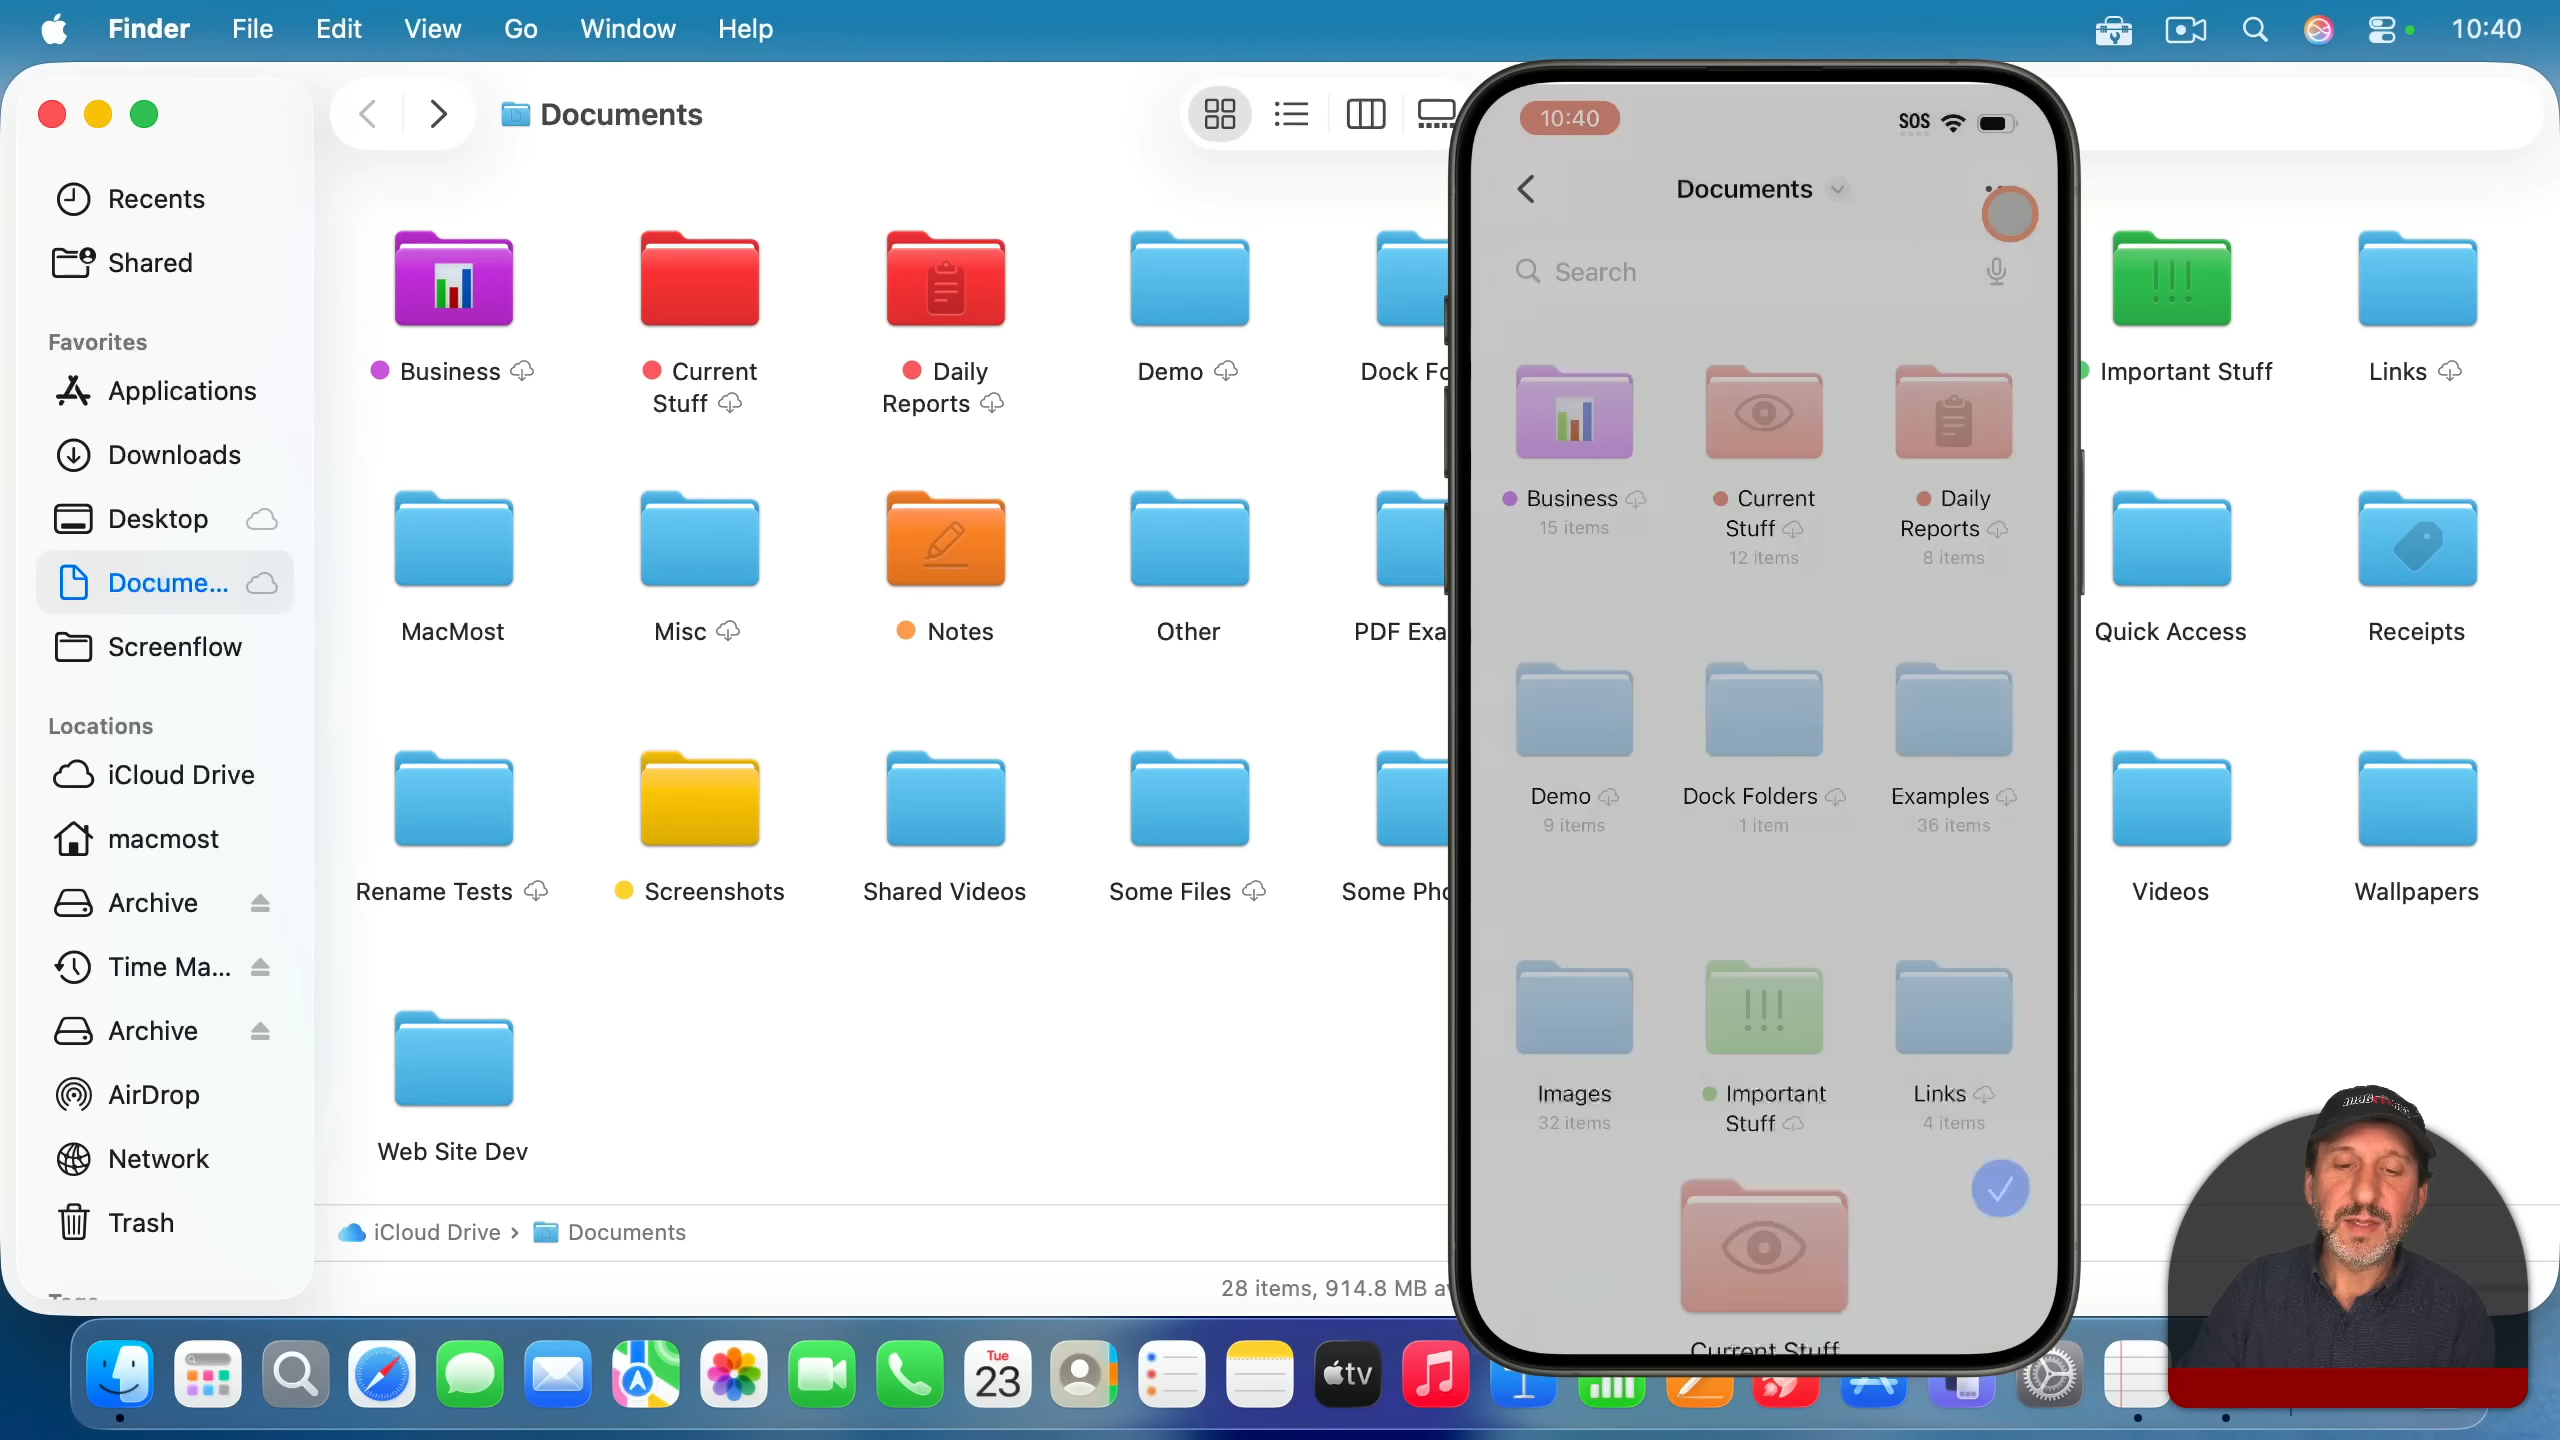 Finder File Edit View Go Window Help 10:40
Documents
Recents
Shared
Favorites
Applications
Downloads
Desktop
Docume...
Screenflow
Locations
iCloud Drive
macmost
Archive
Time Ma...
Archive
AirDrop
Network
Trash
Business
Current
Stuff
Daily
Reports
Demo
Dock Fo
Important Stuff
Links
MacMost
Misc
Notes
Other
PDF Exa
Quick Access
Receipts
Rename Tests
Screenshots
Shared Videos
Some Files
Some Pho
Videos
Wallpapers
Web Site Dev
iCloud Drive › Documents
28 items, 914.8 MB av
10:40 SOS
Documents
Search
Business
15 items
Current
Stuff
12 items
Daily
Reports
8 items
Demo
9 items
Dock Folders
1 item
Examples
36 items
Images
32 items
!!!
Important
Stuff
Links
4 items
Current Stuff
!!!
Tue
23
tv